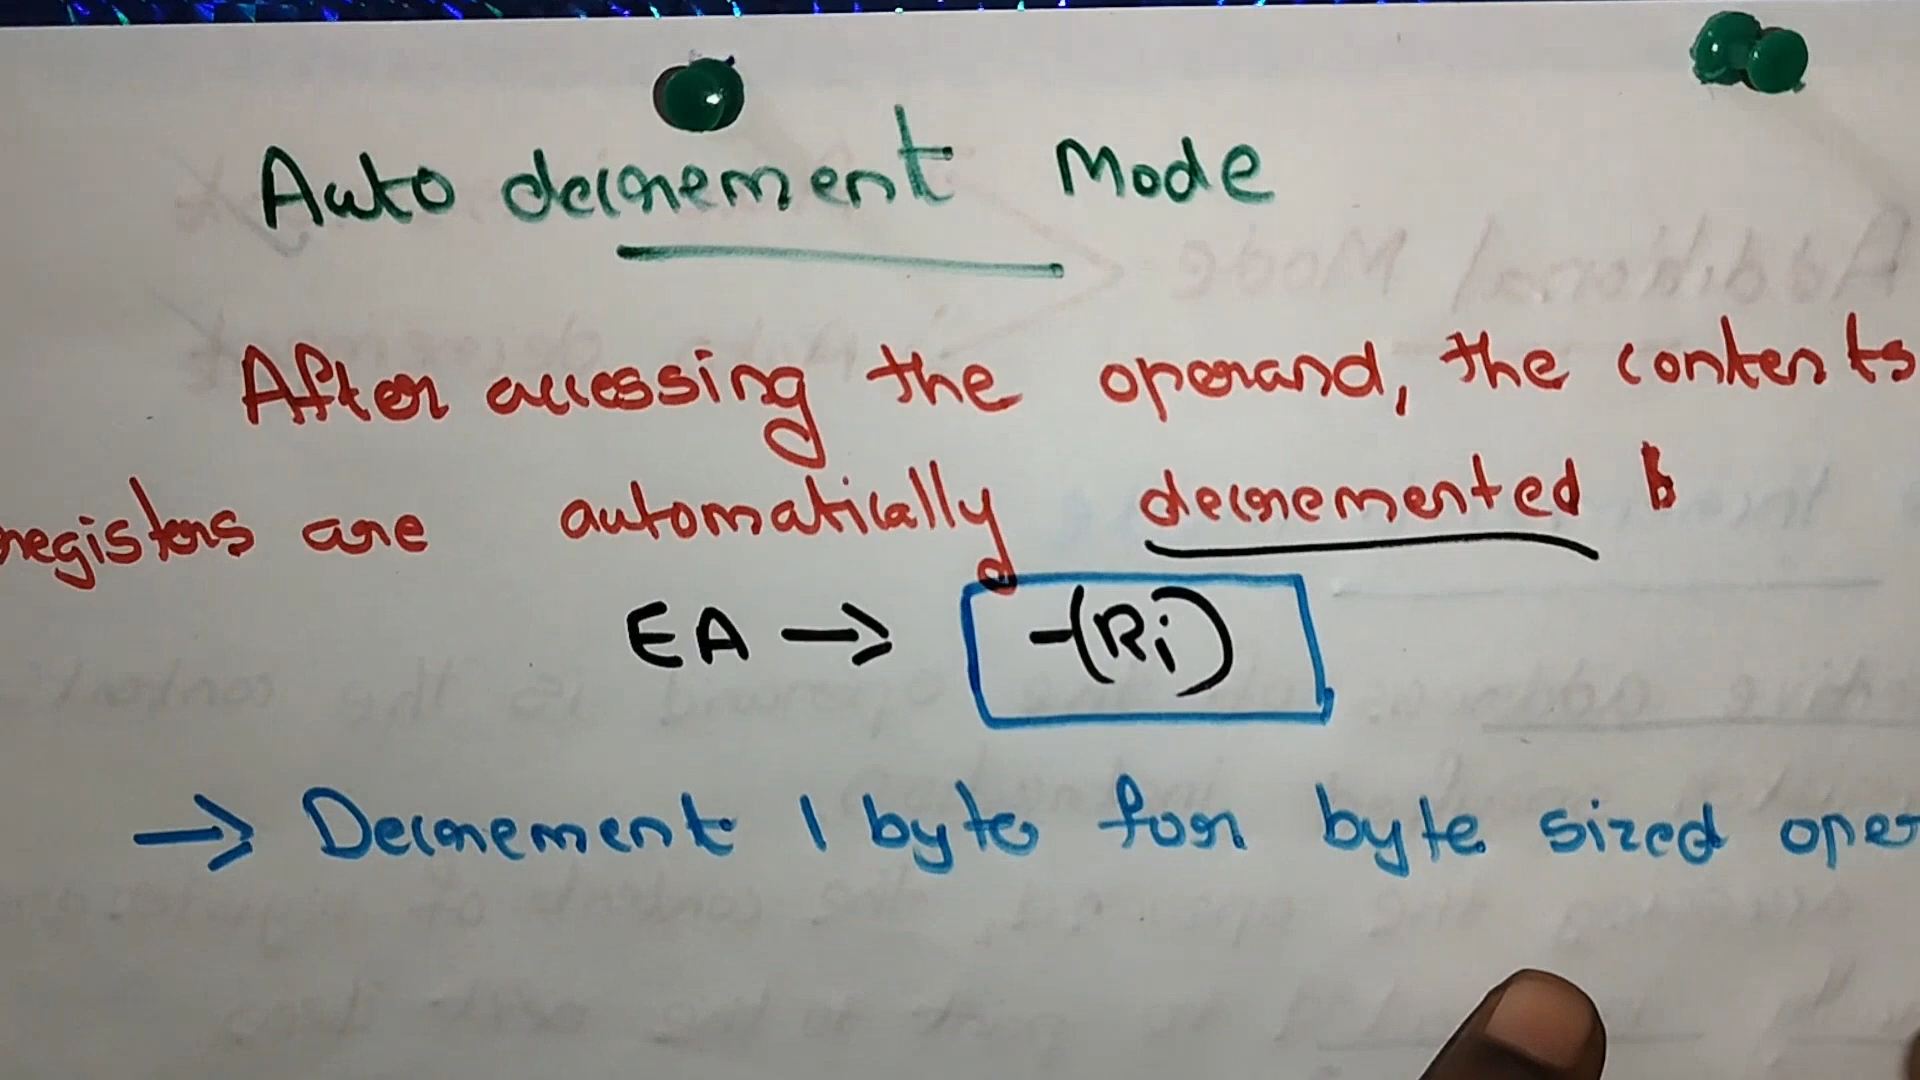 Auto decrement Mode
After accessing the operand, the contents
registers are automatically decremented
EA → -(Ri)
→ Decrement 1 byte for byte sized oper